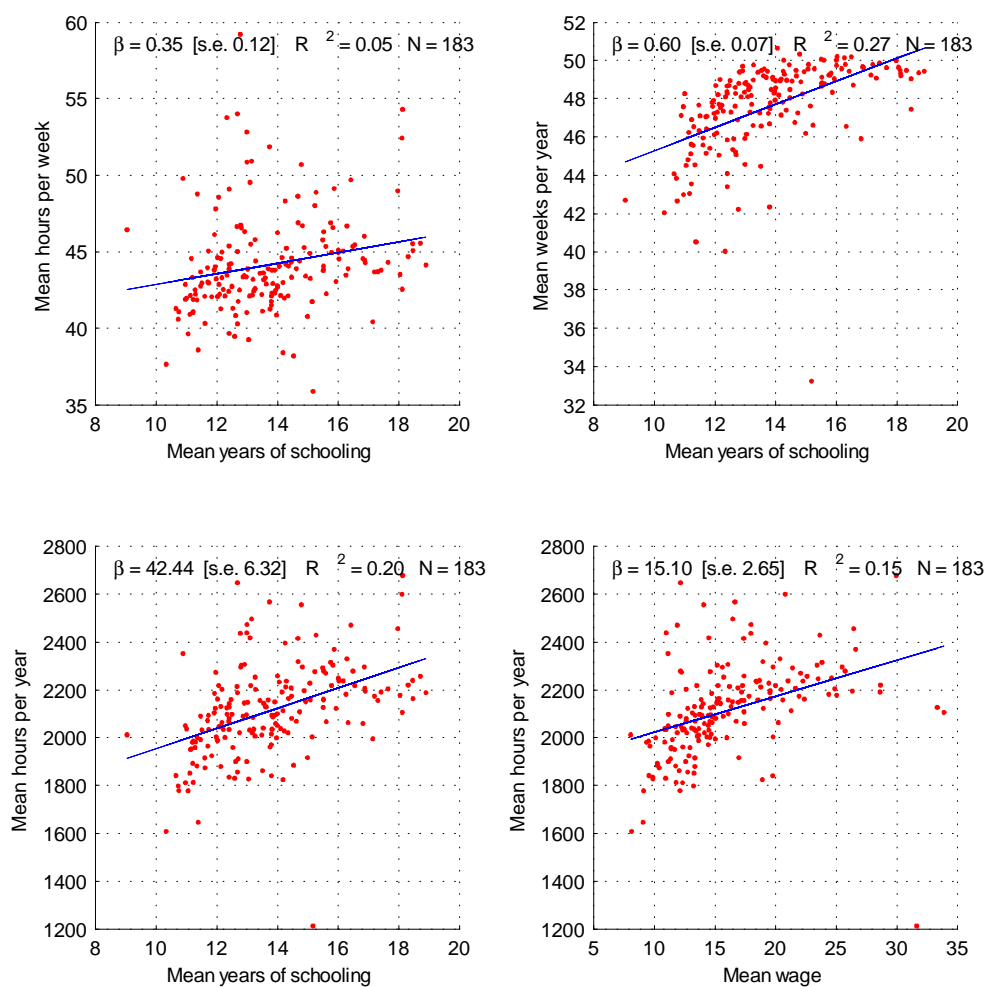 β = 0.35 [s.e. 0.12] R 2 = 0.05 N = 183
60
55
50
45
40
35
Mean hours per week
8 10 12 14 16 18 20
Mean years of schooling
β = 0.60 [s.e. 0.07] R 2 = 0.27 N = 183
52
50
48
46
44
42
40
38
36
34
32
Mean weeks per year
8 10 12 14 16 18 20
Mean years of schooling
β = 42.44 [s.e. 6.32] R 2 = 0.20 N = 183
2800
2600
2400
2200
2000
1800
1600
1400
1200
Mean hours per year
8 10 12 14 16 18 20
Mean years of schooling
β = 15.10 [s.e. 2.65] R 2 = 0.15 N = 183
2800
2600
2400
2200
2000
1800
1600
1400
1200
Mean hours per year
5 10 15 20 25 30 35
Mean wage